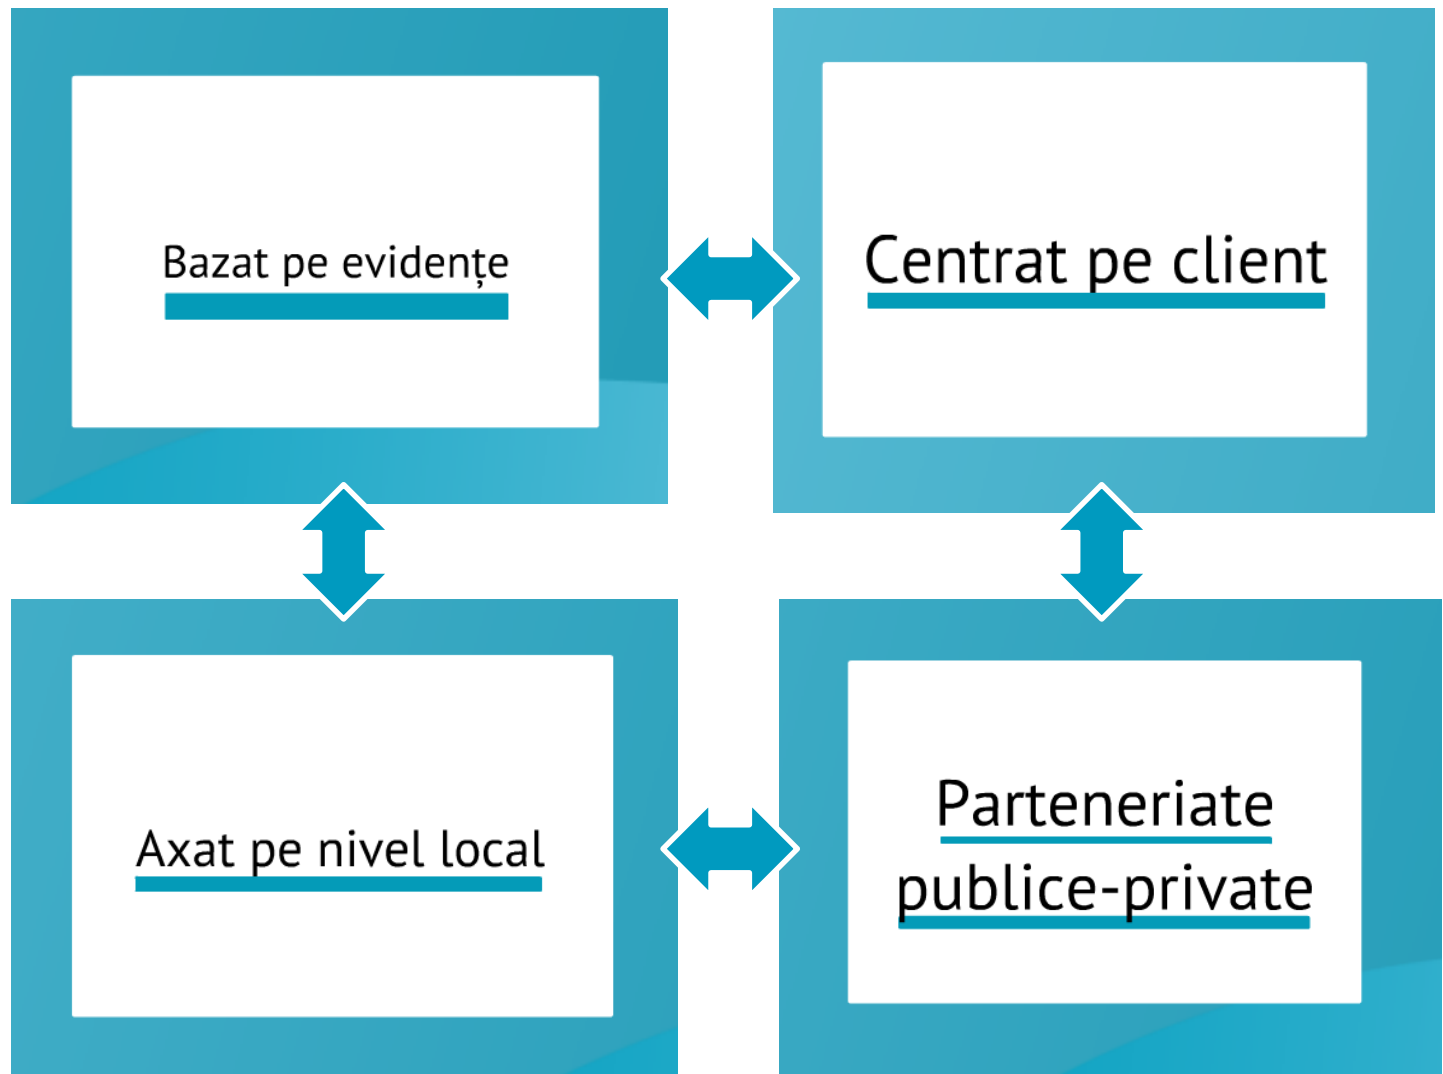 Bazat pe evidențe
Centrat pe client
Axat pe nivel local
Parteneriate
publice-private